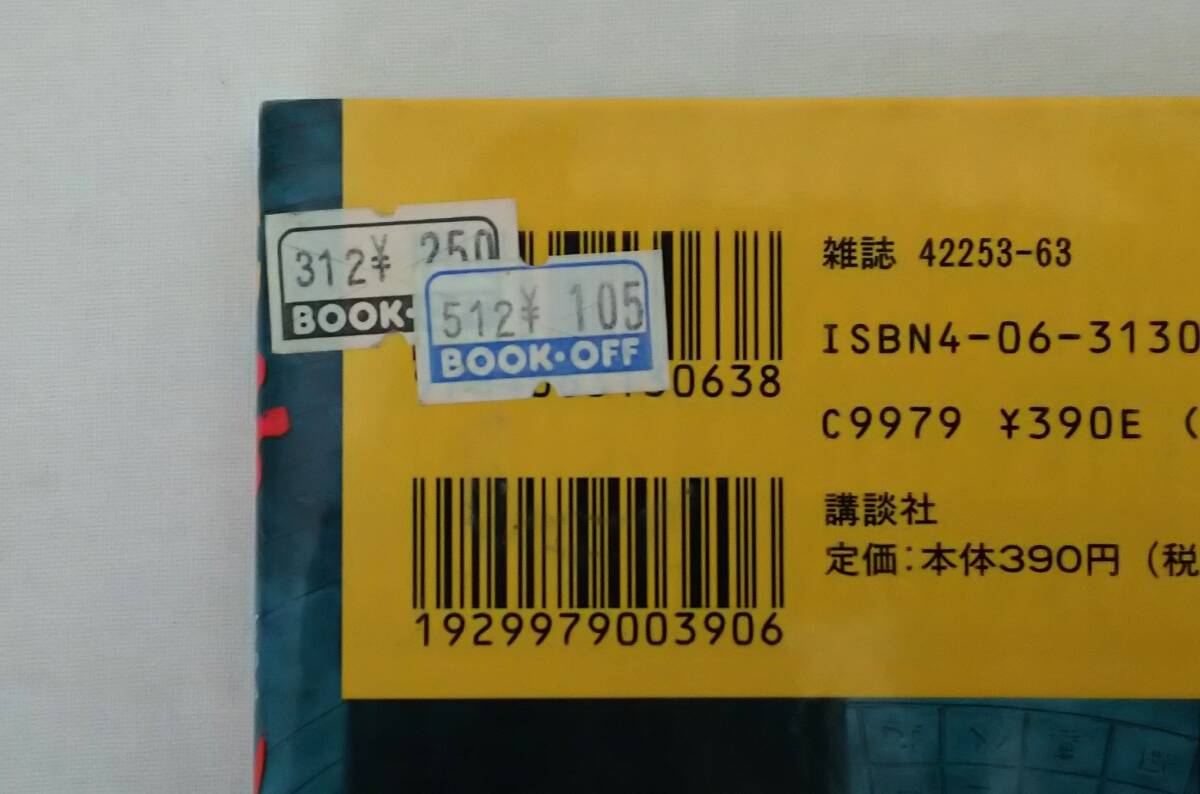 312¥ 250
BOOK・
512¥ 105
BOOK・OFF
0638
1929979003906
雑誌 42253-63
ISBN4-06-3130
C9979 ¥390E (
講談社
定価:本体390円(税